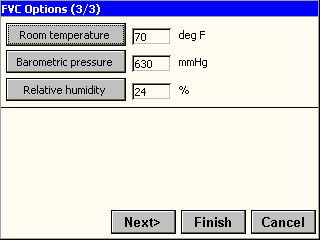 FVC Options (3/3)
Room temperature 70 deg F
Barometric pressure 630 mmHg
Relative humidity 24 %
Next> Finish Cancel